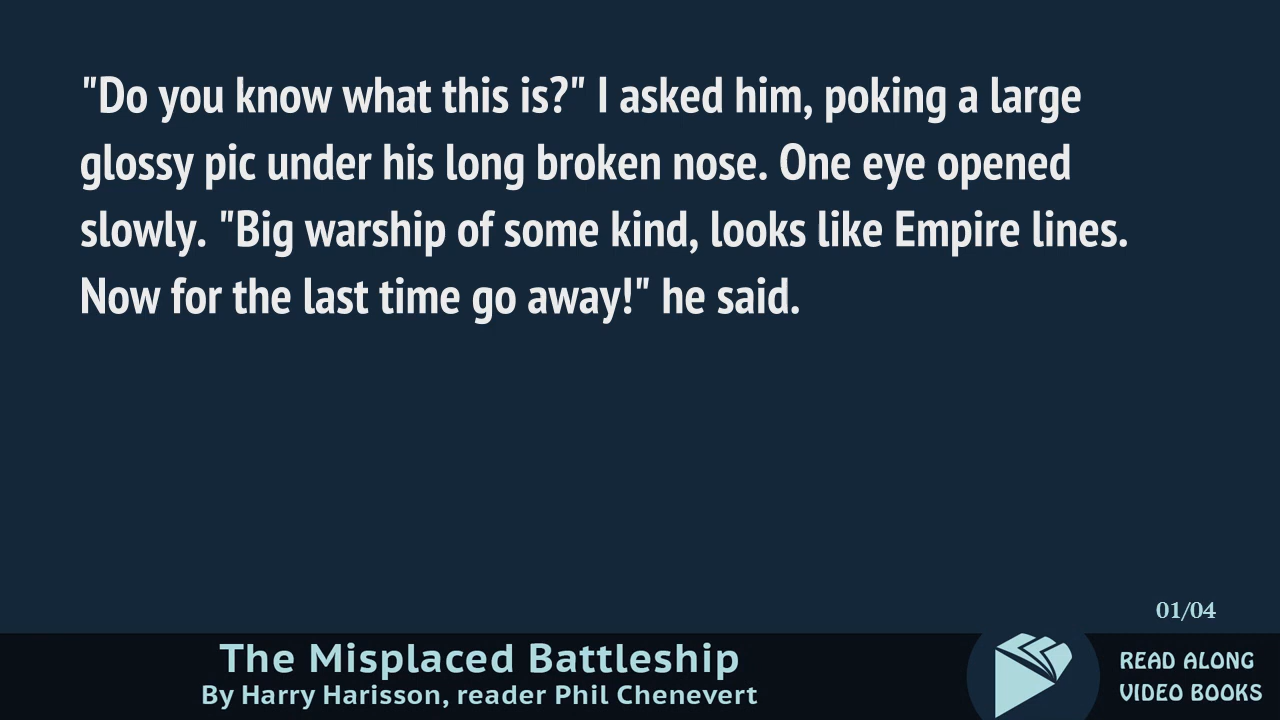 "Do you know what this is?" I asked him, poking a large
glossy pic under his long broken nose. One eye opened
slowly. "Big warship of some kind, looks like Empire lines.
Now for the last time go away!" he said.
01/04
The Misplaced Battleship
By Harry Harisson, reader Phil Chenevert
READ ALONG
VIDEO BOOKS